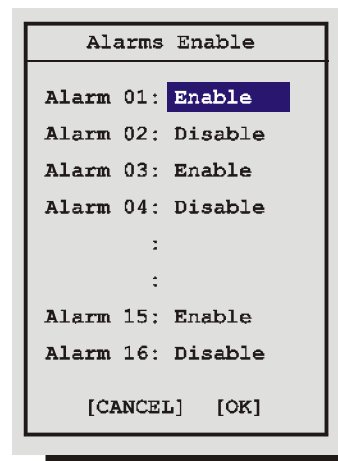 Alarms Enable
Alarm 01: Enable
Alarm 02: Disable
Alarm 03: Enable
Alarm 04: Disable
:
:
Alarm 15: Enable
Alarm 16: Disable
[CANCEL] [OK]